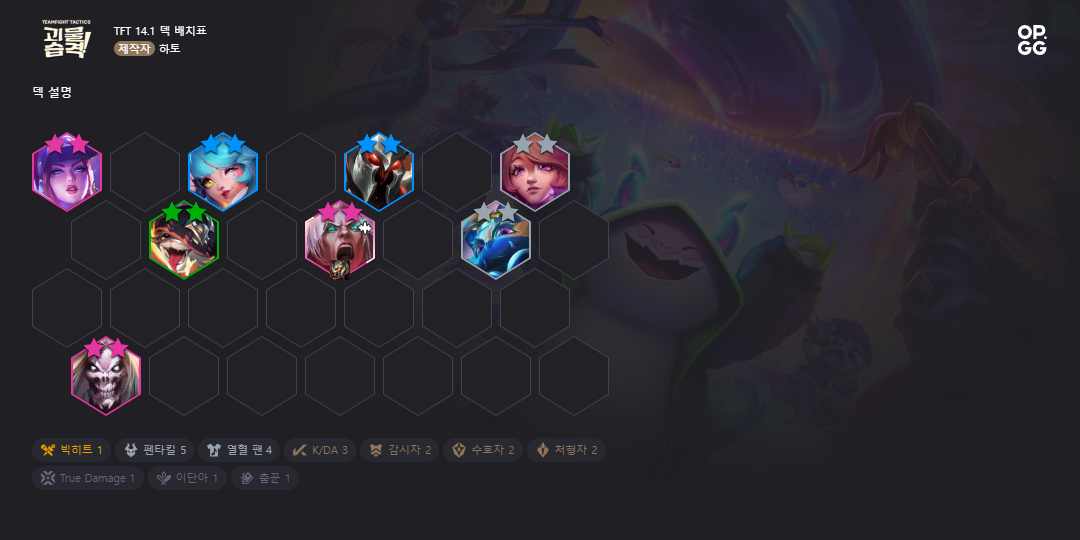 TEAMFIGHT TACTICS
괴물
습격!
TFT 14.1 덱 배치표
제작자 하토
OP.
GG
덱 설명
빅히트 1 펜타킬 5 열혈 팬 4 K/DA 3 감시자 2 수호자 2 처형자 2
True Damage 1 이단아 1 춤꾼 1